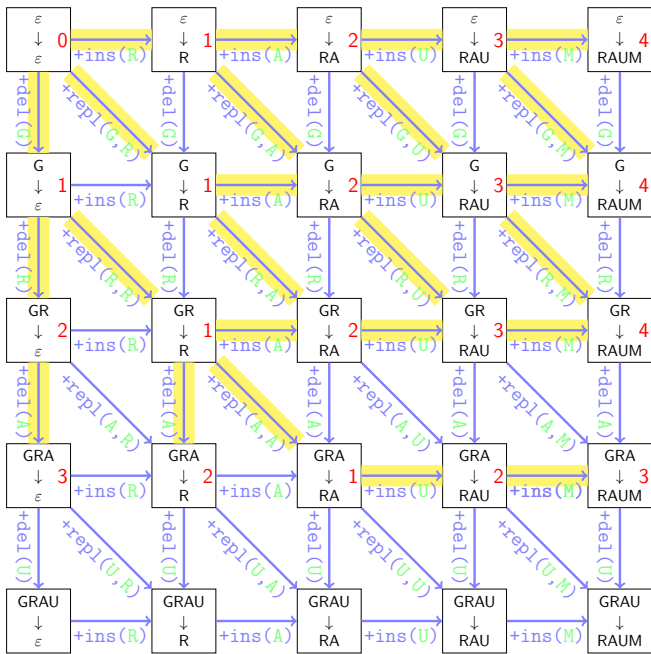 ε ε ε ε ε
↓ 0 ↓ 1 ↓ 2 ↓ 3 ↓ 4
ε +ins(R) R +ins(A) RA +ins(U) RAU +ins(M) RAUM
+del(G) +repl(G,R) +del(G) +repl(G,A) +del(G) +repl(G,U) +del(G) +repl(G,M) +del(G)
G G G G G
↓ 1 ↓ 1 ↓ 2 ↓ 3 ↓ 4
ε +ins(R) R +ins(A) RA +ins(U) RAU +ins(M) RAUM
+del(R) +repl(R,R) +del(R) +repl(R,A) +del(R) +repl(R,U) +del(R) +repl(R,M) +del(R)
GR GR GR GR GR
↓ 2 ↓ 1 ↓ 2 ↓ 3 ↓ 4
ε +ins(R) R +ins(A) RA +ins(U) RAU +ins(M) RAUM
+del(A) +repl(A,R) +del(A) +repl(A,A) +del(A) +repl(A,U) +del(A) +repl(A,M) +del(A)
GRA GRA GRA GRA GRA
↓ 3 ↓ 2 ↓ 1 ↓ 2 ↓ 3
ε +ins(R) R +ins(A) RA +ins(U) RAU +ins(M) RAUM
+del(U) +repl(U,R) +del(U) +repl(U,A) +del(U) +repl(U,U) +del(U) +repl(U,M) +del(U)
GRAU GRAU GRAU GRAU GRAU
↓ ↓ ↓ ↓ ↓
ε +ins(R) R +ins(A) RA +ins(U) RAU +ins(M) RAUM